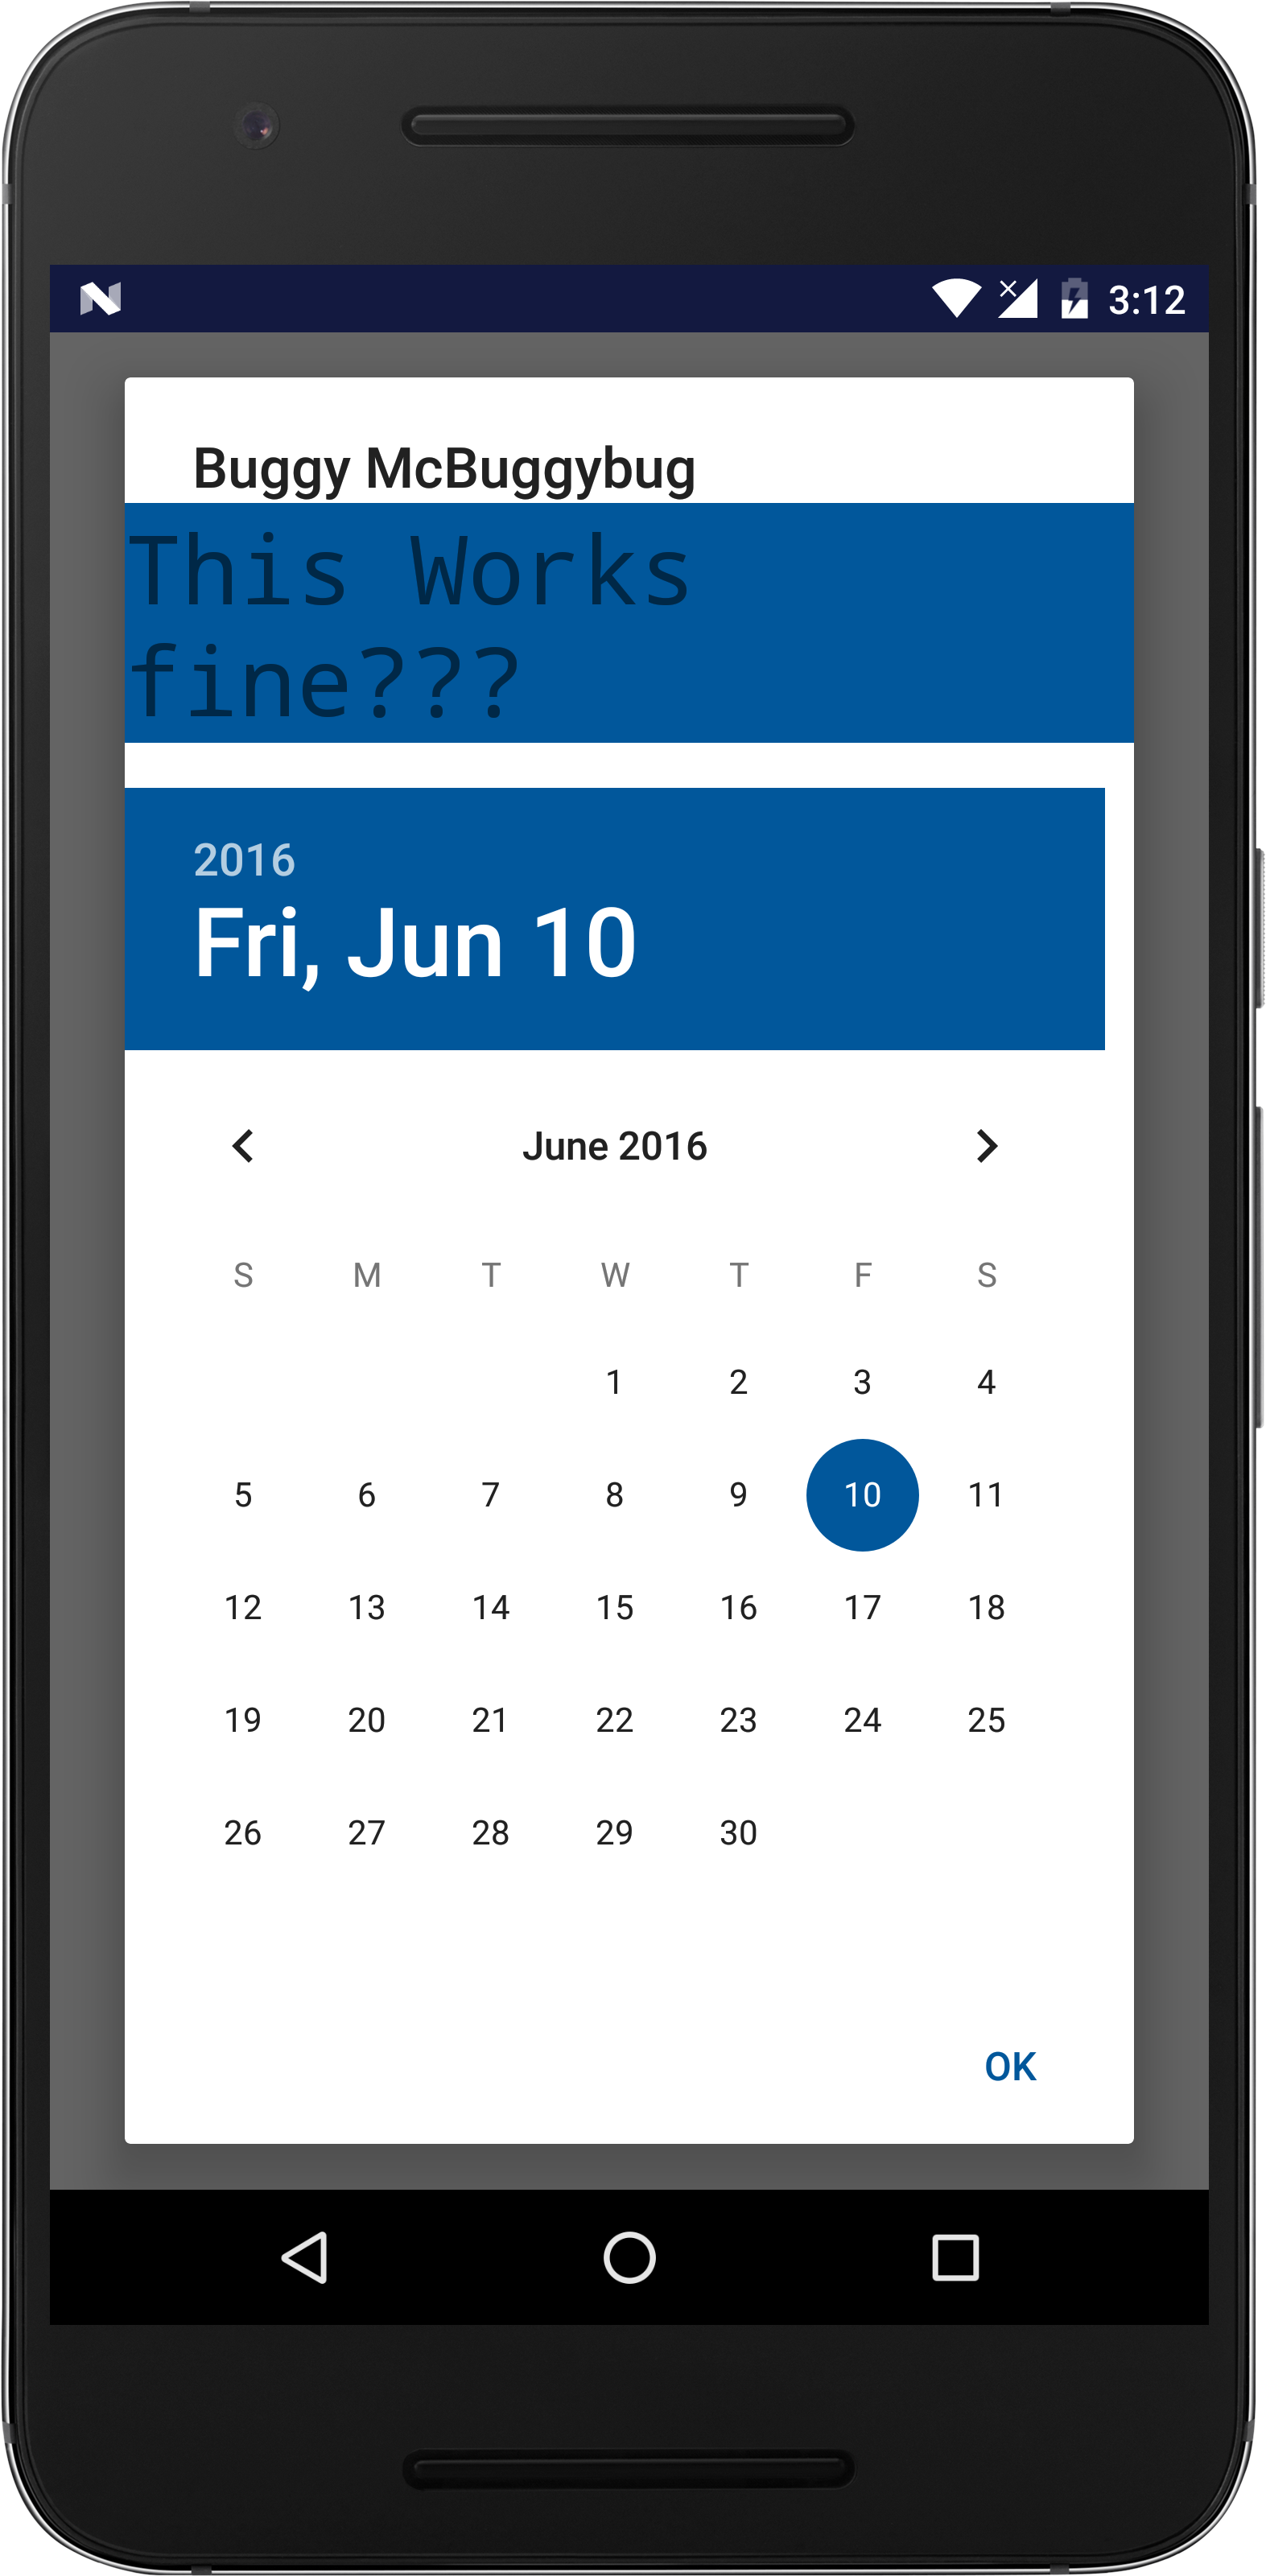 3:12
Buggy McBuggybug
This Works
fine???
2016
Fri, Jun 10
June 2016
S M T W T F S
1 2 3 4
5 6 7 8 9 10 11
12 13 14 15 16 17 18
19 20 21 22 23 24 25
26 27 28 29 30
OK